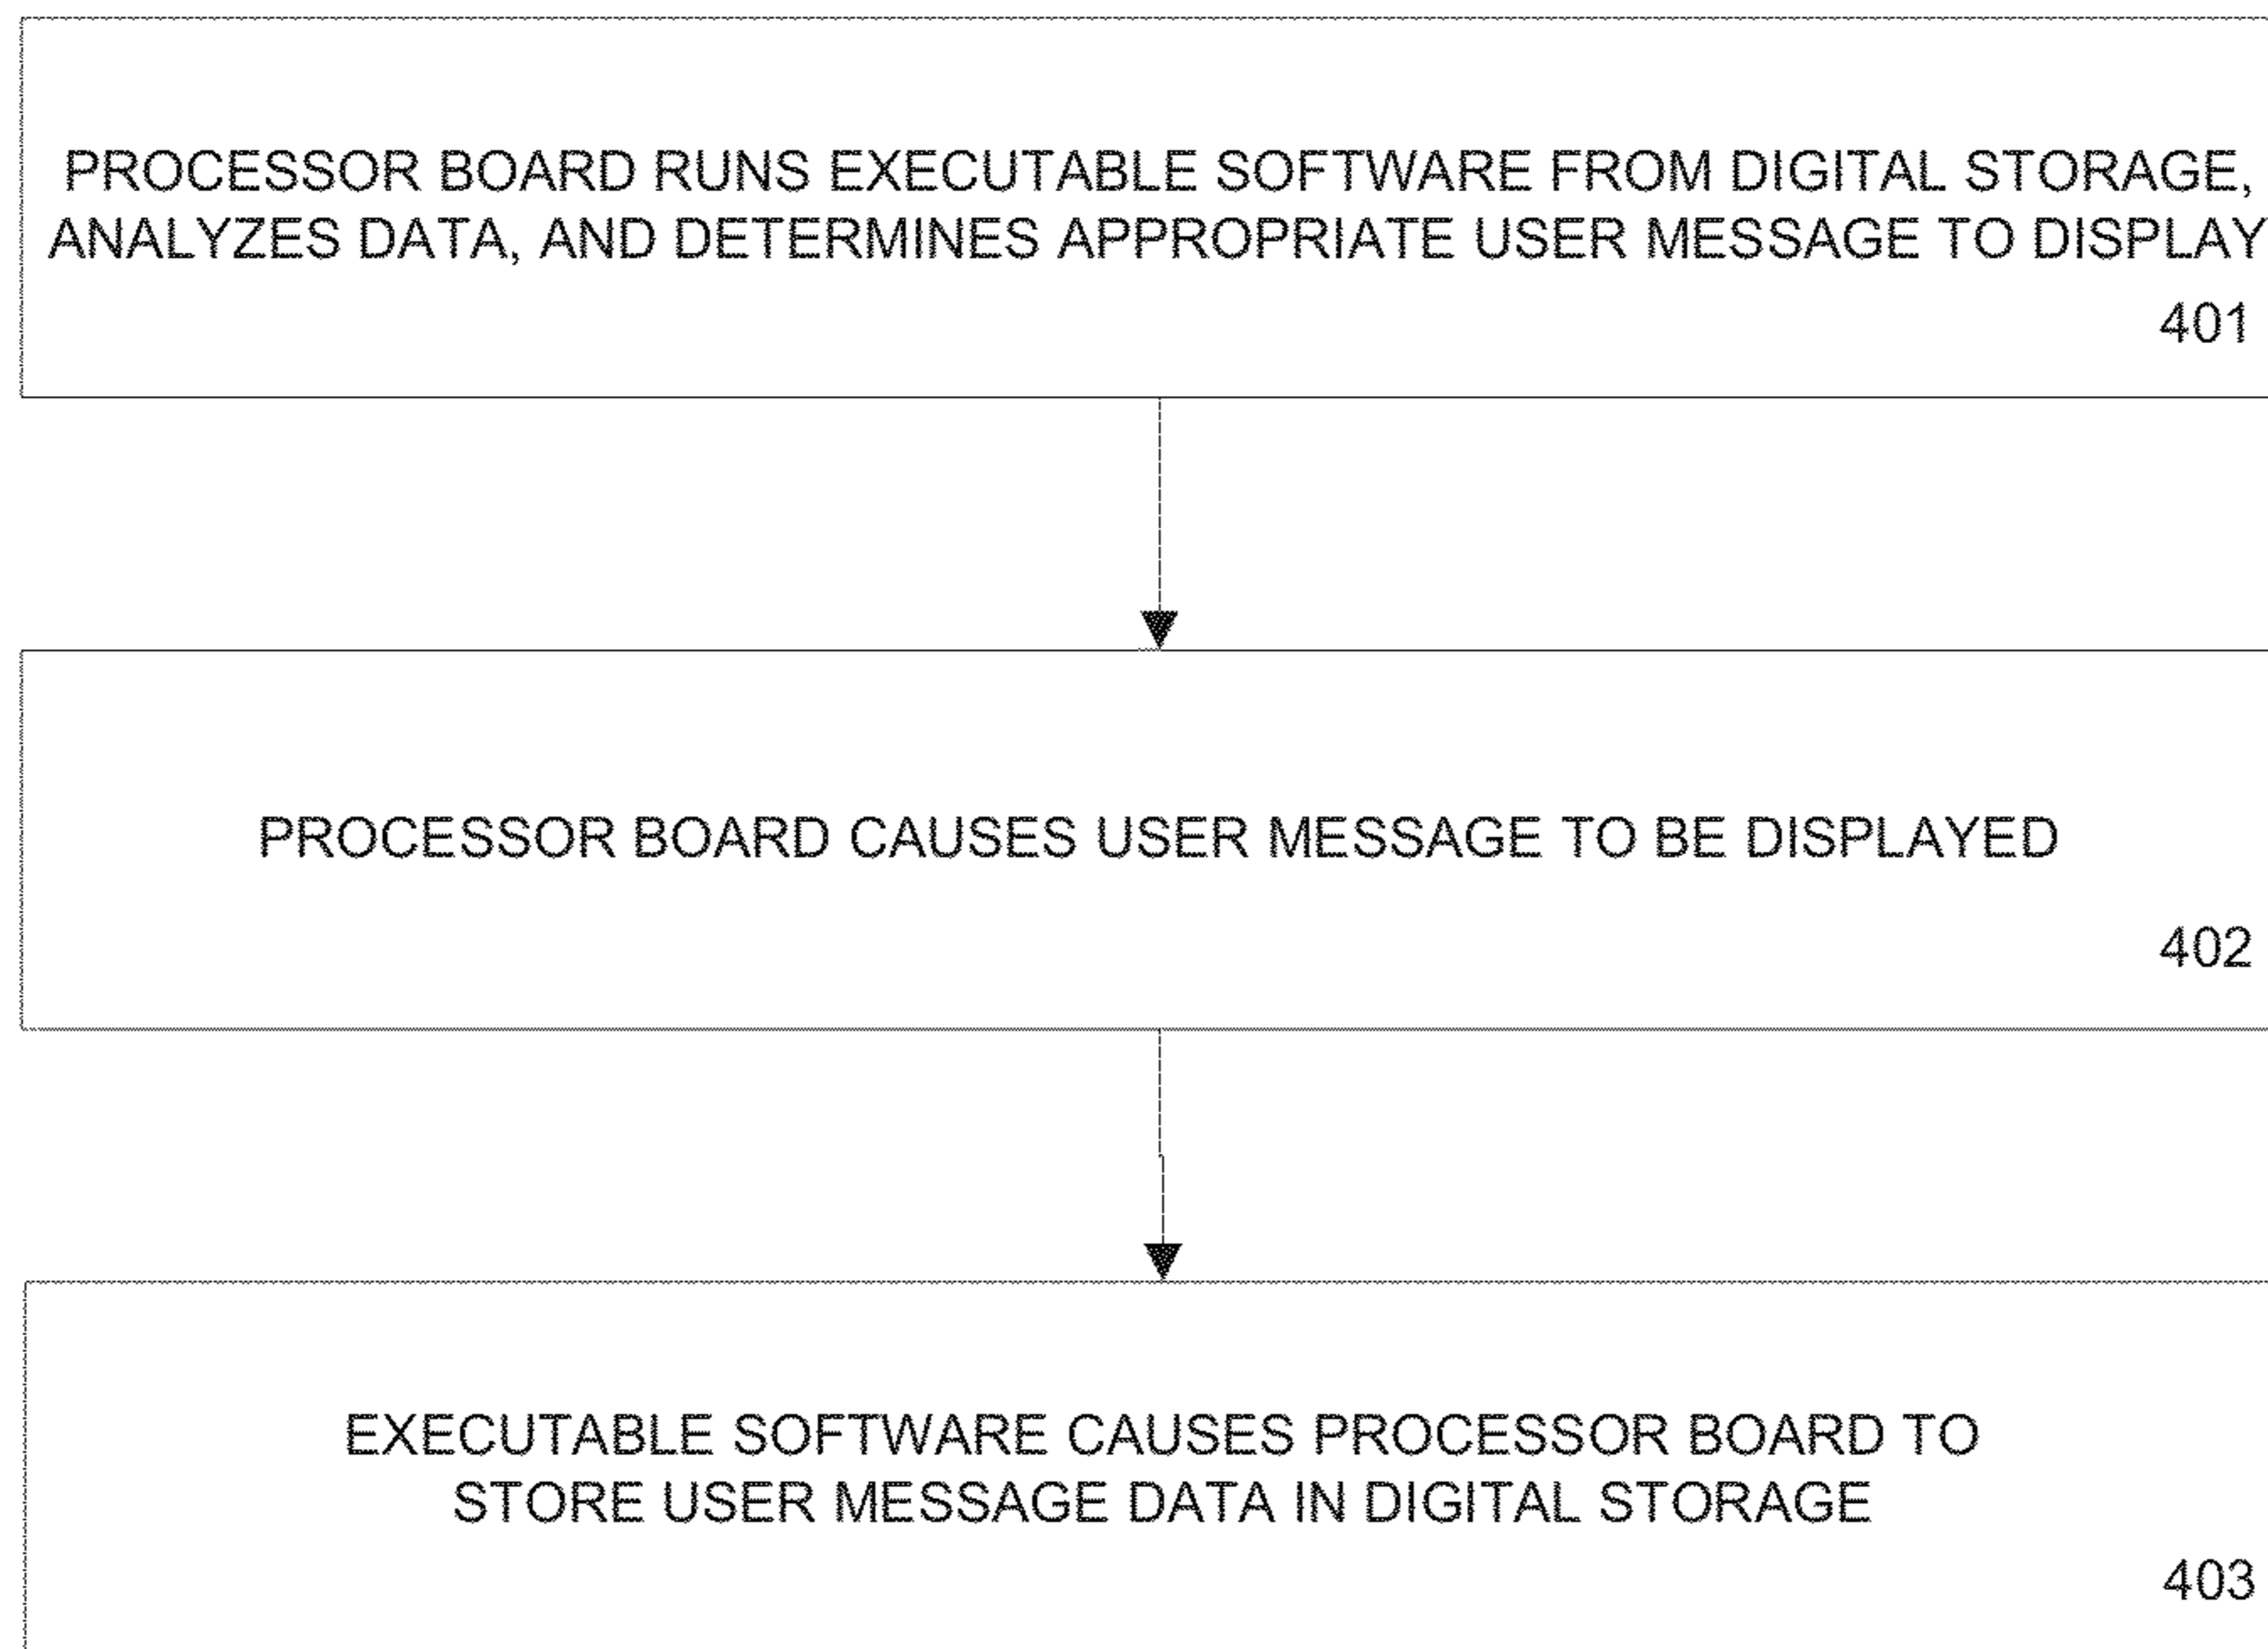 PROCESSOR BOARD RUNS EXECUTABLE SOFTWARE FROM DIGITAL STORAGE,
ANALYZES DATA, AND DETERMINES APPROPRIATE USER MESSAGE TO DISPLAY
401
PROCESSOR BOARD CAUSES USER MESSAGE TO BE DISPLAYED
402
EXECUTABLE SOFTWARE CAUSES PROCESSOR BOARD TO
STORE USER MESSAGE DATA IN DIGITAL STORAGE
403